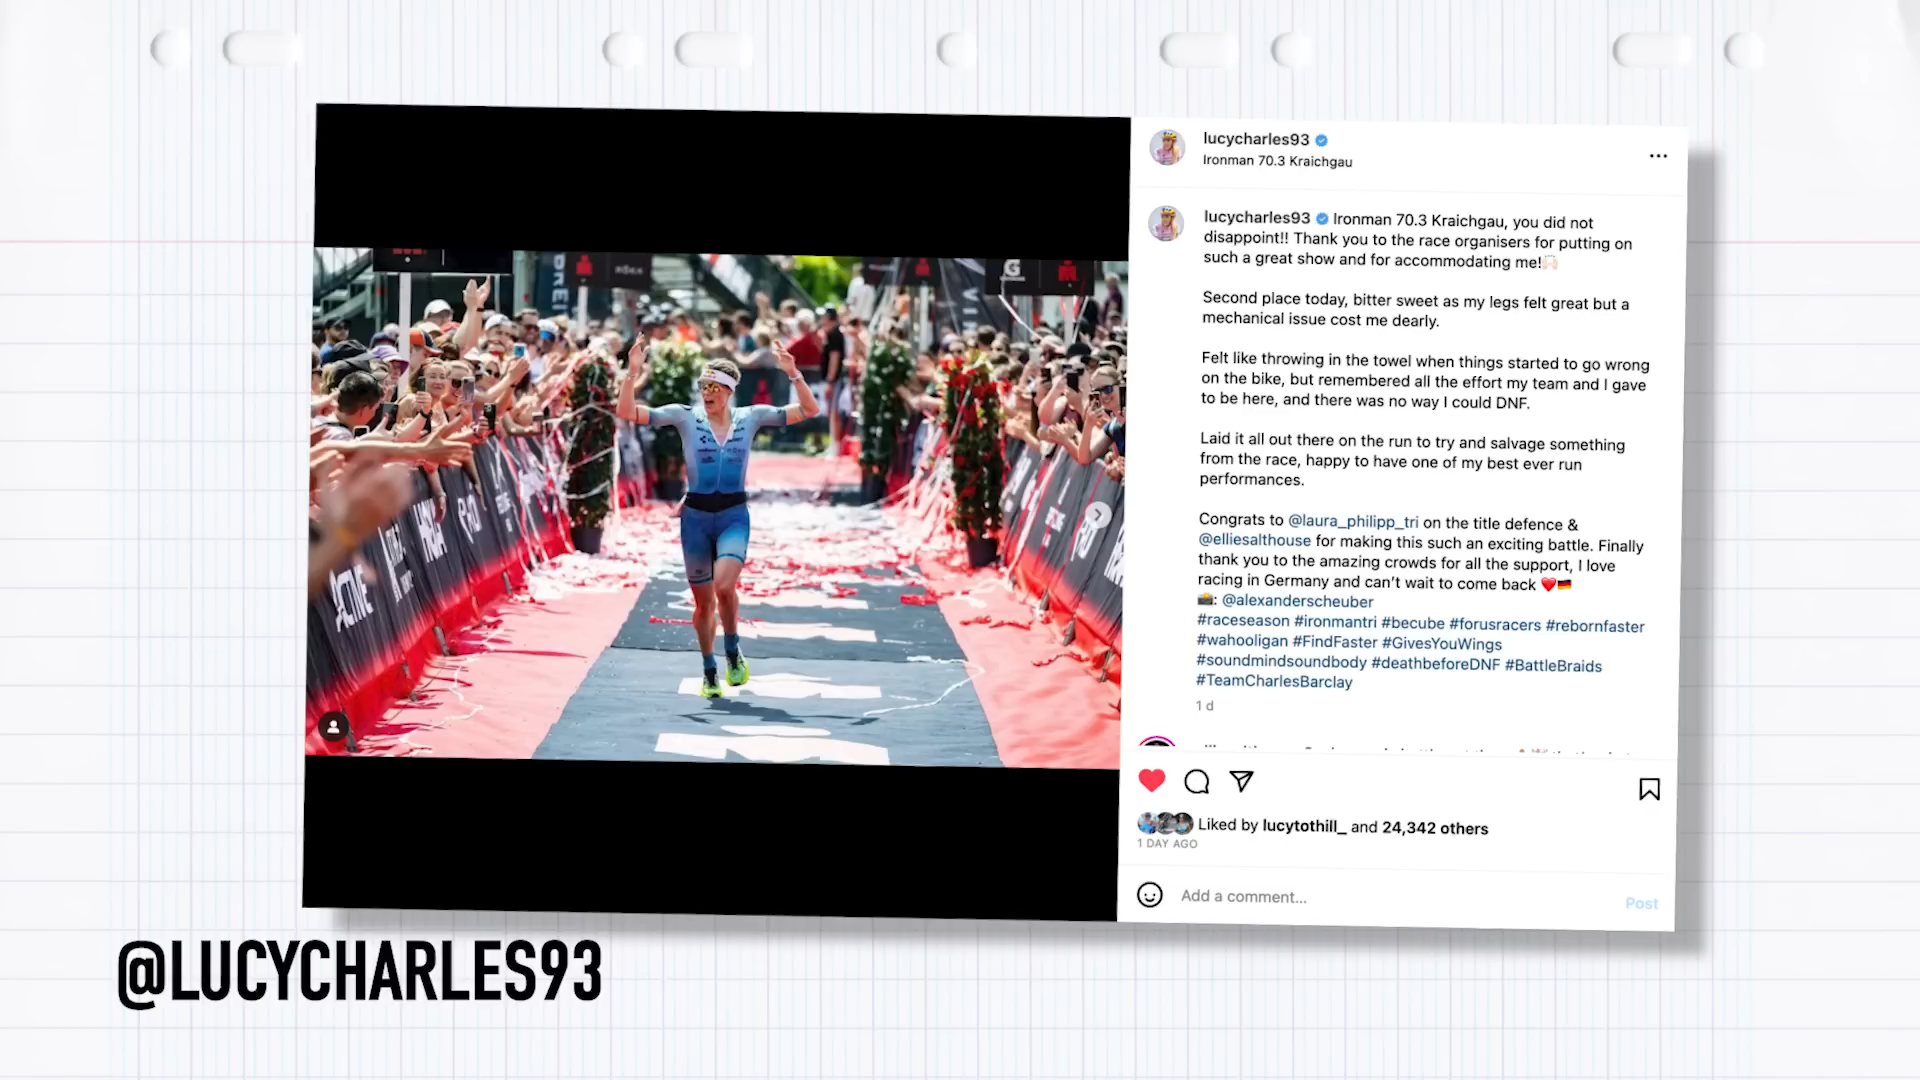 lucycharles93
Ironman 70.3 Kraichgau
lucycharles93 Ironman 70.3 Kraichgau, you did not
disappoint!! Thank you to the race organisers for putting on
such a great show and for accommodating me!🙌🏻
Second place today, bitter sweet as my legs felt great but a
mechanical issue cost me dearly.
Felt like throwing in the towel when things started to go wrong
on the bike, but remembered all the effort my team and I gave
to be here, and there was no way I could DNF.
Laid it all out there on the run to try and salvage something
from the race, happy to have one of my best ever run
performances.
Congrats to @laura_philipp_tri on the title defence &
@elliesalthouse for making this such an exciting battle. Finally
thank you to the amazing crowds for all the support, I love
racing in Germany and can't wait to come back ❤️🇩🇪
📸: @alexanderscheuber
#raceseason #ironmantri #becube #forusracers #rebornfaster
#wahooligan #FindFaster #GivesYouWings
#soundmindsoundbody #deathbeforeDNF #BattleBraids
#TeamCharlesBarclay
1 d
Liked by lucytothill_ and 24,342 others
1 DAY AGO
Add a comment...
Post
ACTIVE
HOKA
G
@LUCYCHARLES93